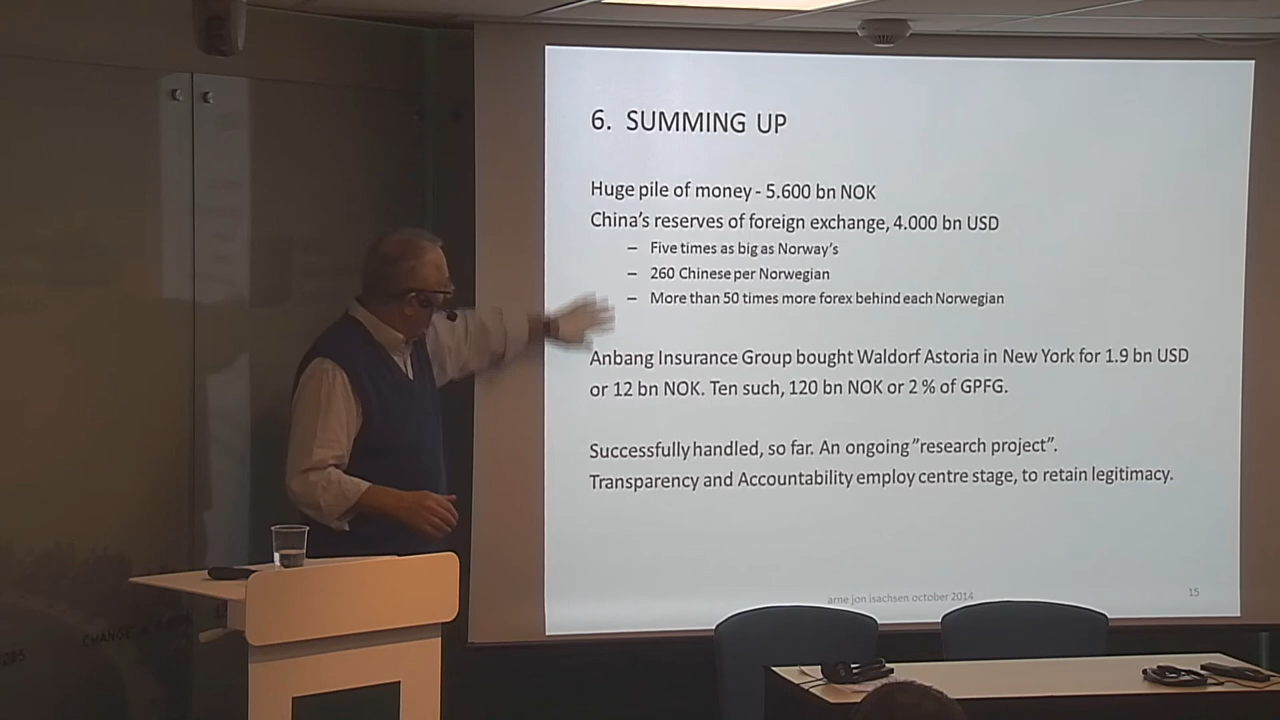 6. SUMMING UP
Huge pile of money - 5.600 bn NOK
China's reserves of foreign exchange, 4.000 bn USD
– Five times as big as Norway's
– 260 Chinese per Norwegian
– More than 50 times more forex behind each Norwegian
Anbang Insurance Group bought Waldorf Astoria in New York for 1.9 bn USD
or 12 bn NOK. Ten such, 120 bn NOK or 2 % of GPFG.
Successfully handled, so far. An ongoing ”research project”.
Transparency and Accountability employ centre stage, to retain legitimacy.
arne jon isachsen october 2014
15
CHANGE